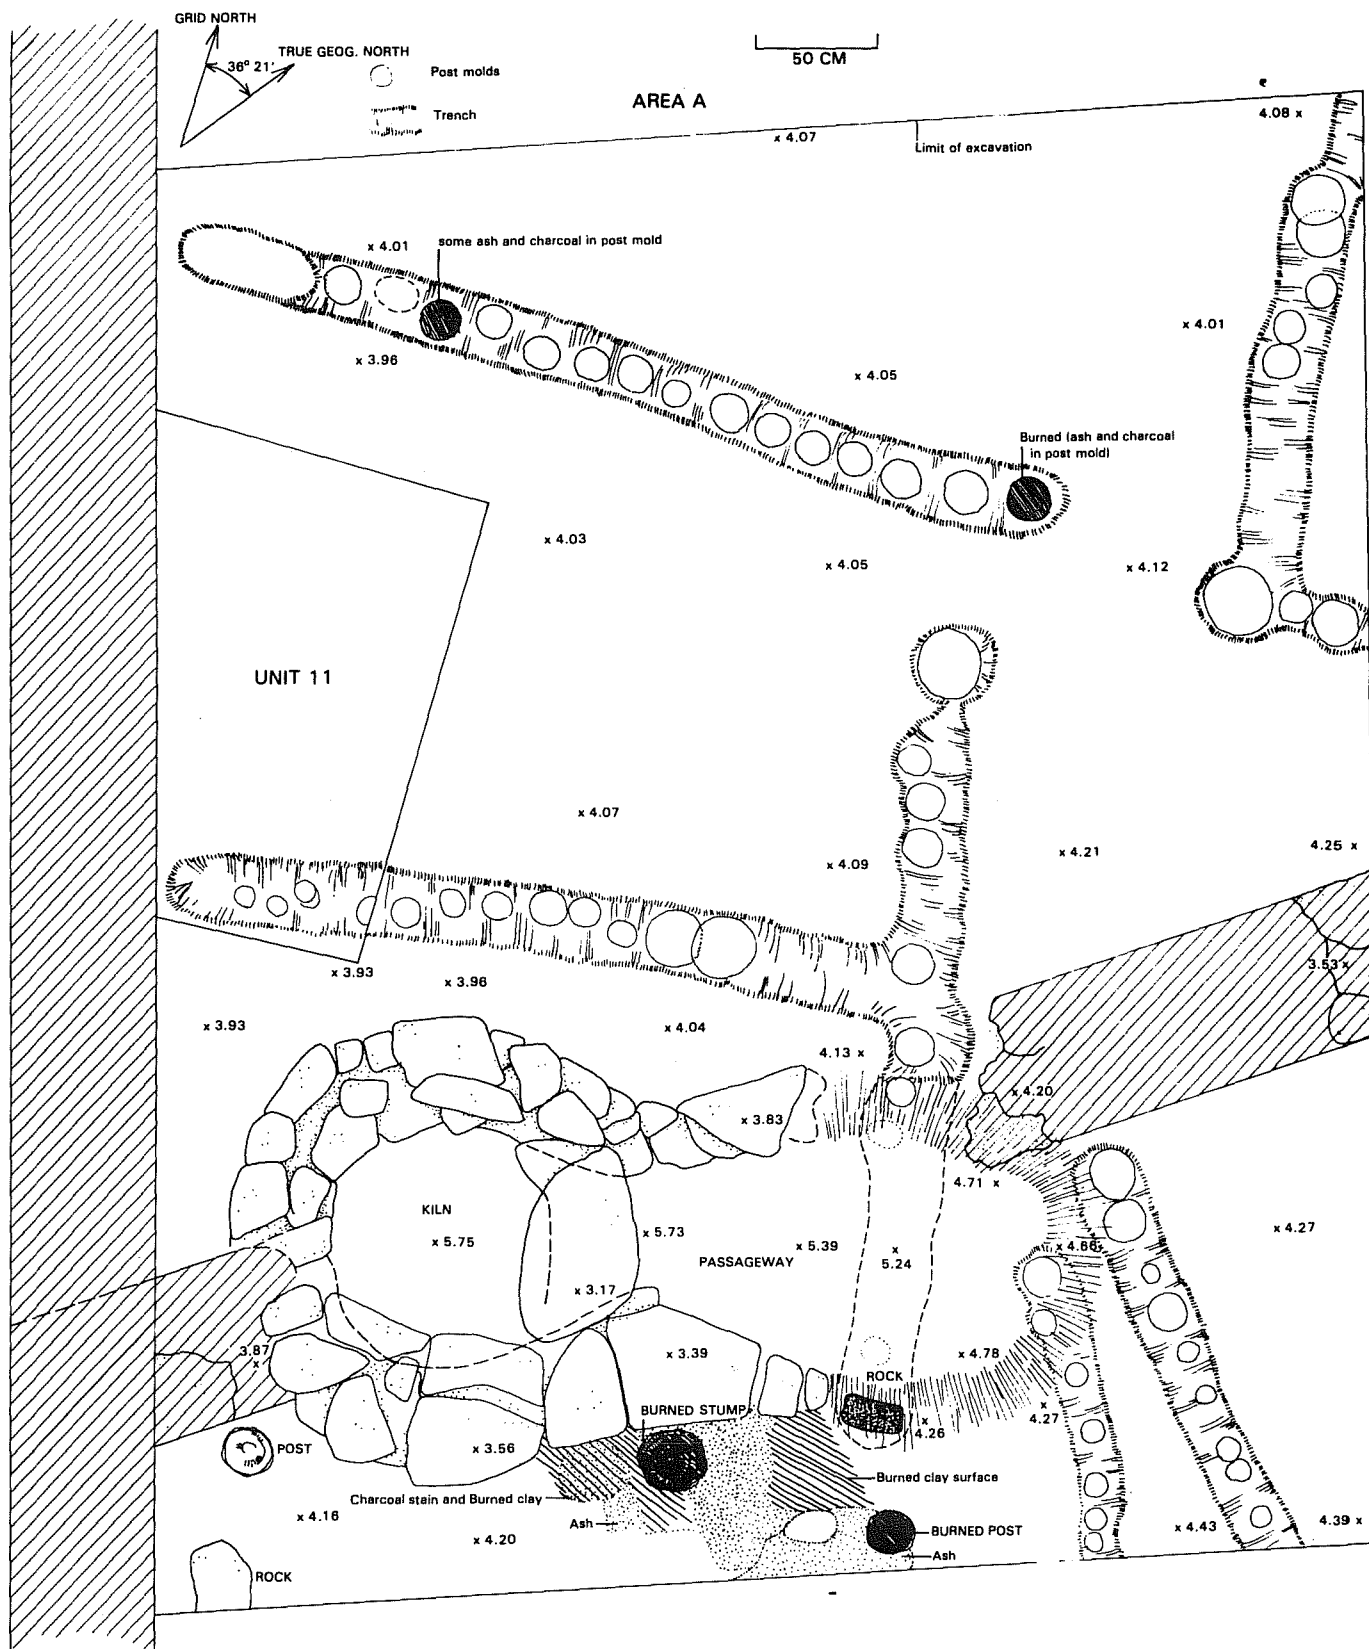 GRID NORTH
TRUE GEOG. NORTH
36° 21'
Post molds
Trench
50 CM
AREA A
4.08 x
x 4.07
Limit of excavation
x 4.01
some ash and charcoal in post mold
x 4.01
x 3.96
x 4.05
Burned (ash and charcoal
in post mold)
x 4.03
x 4.05
x 4.12
UNIT 11
x 4.07
x 4.09
x 4.21
4.25 x
x 3.93
x 3.98
3.53 x
x 3.93
x 4.04
4.13 x
x 4.20
x 3.83
4.71 x
KILN
x 5.75
x 5.73
PASSAGEWAY
x 5.39
x
5.24
x 4.86
x 4.27
x 3.17
3.87
x
x 3.39
x 4.78
ROCK
BURNED STUMP
x
4.26
x
4.27
POST
x 3.56
Charcoal stain and Burned clay
Burned clay surface
Ash
x 4.16
x 4.20
BURNED POST
Ash
x 4.43
4.39 x
ROCK